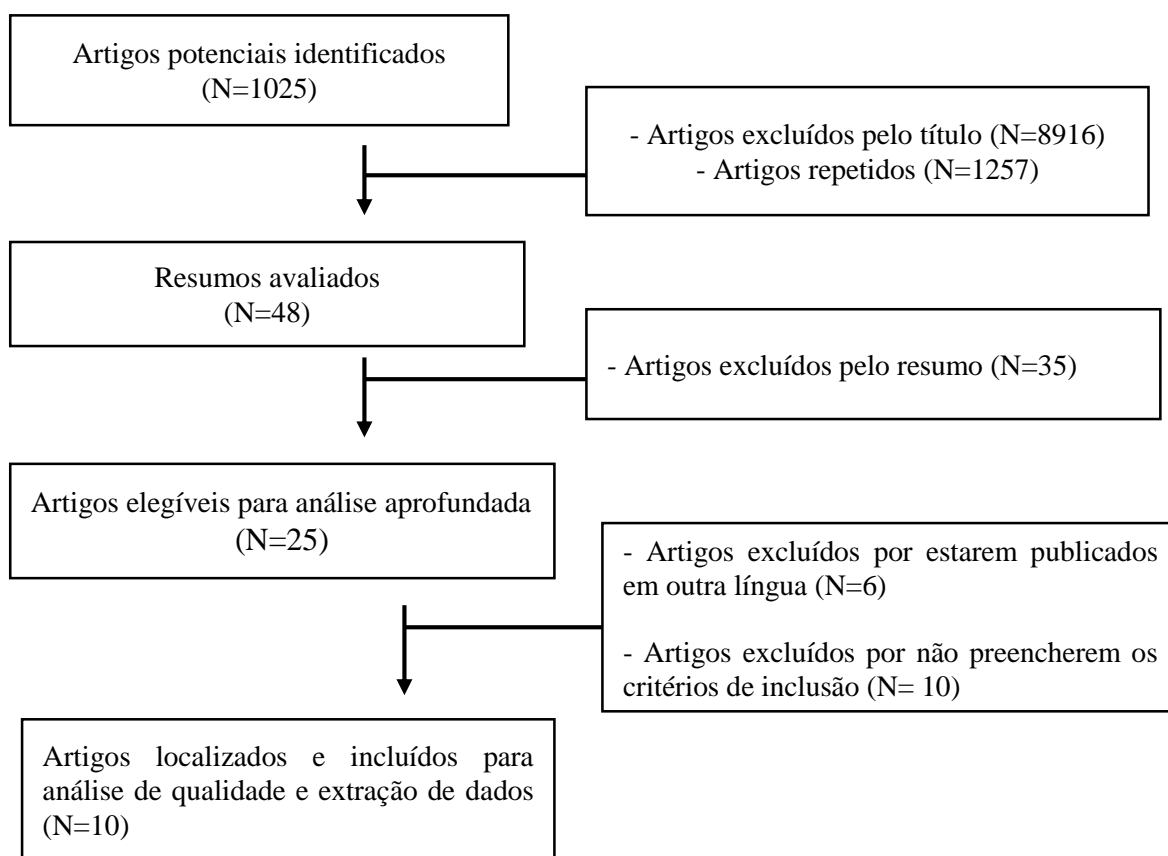 Artigos potenciais identificados
(N=1025)
- Artigos excluídos pelo título (N=8916)
- Artigos repetidos (N=1257)
Resumos avaliados
(N=48)
- Artigos excluídos pelo resumo (N=35)
Artigos elegíveis para análise aprofundada
(N=25)
- Artigos excluídos por estarem publicados
em outra língua (N=6)
- Artigos excluídos por não preencherem os
critérios de inclusão (N= 10)
Artigos localizados e incluídos para
análise de qualidade e extração de dados
(N=10)